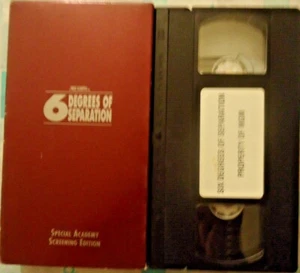 6 DEGREES OF
SEPARATION
SPECIAL ACADEMY
SCREENING EDITION
SIX DEGREES OF SEPARATION
PROPERTY OF MGM